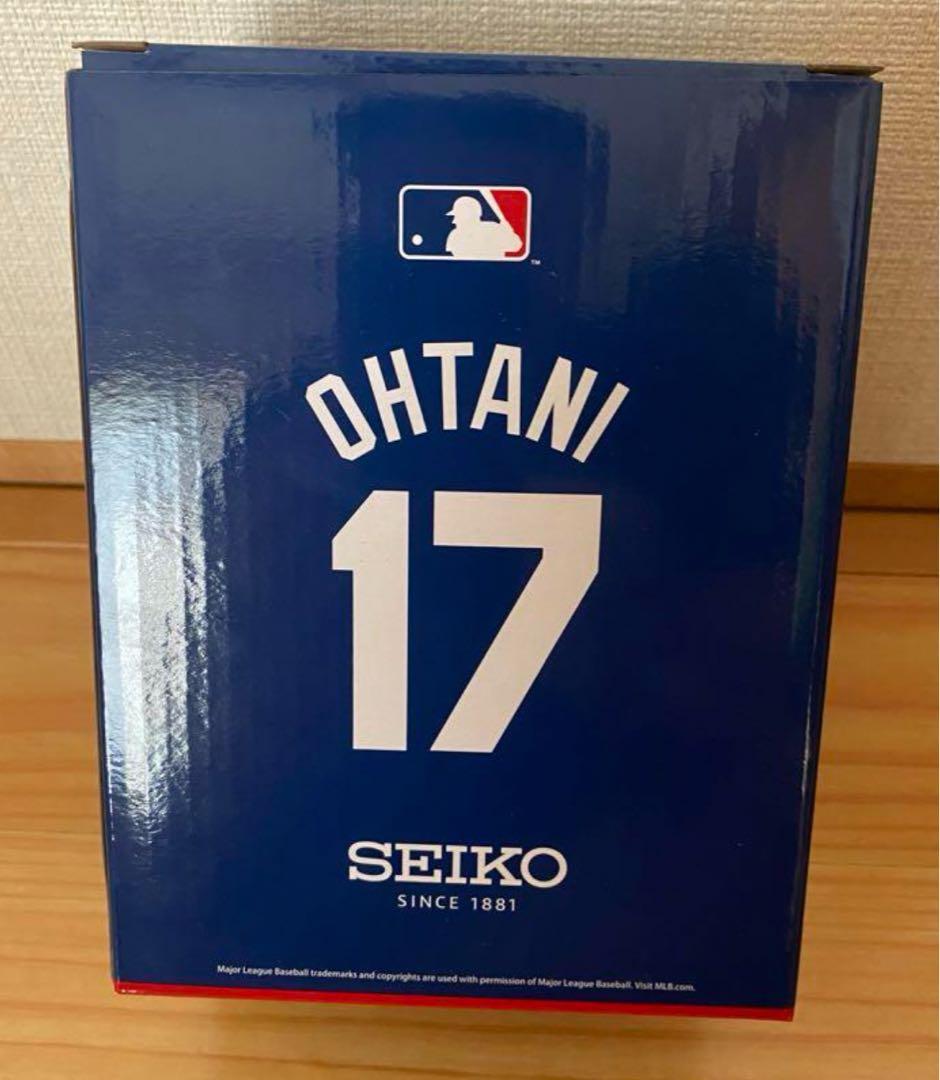 TM
OHTANI
17
SEIKO
SINCE 1881
Major League Baseball trademarks and copyrights are used with permission of Major League Baseball. Visit MLB.com.